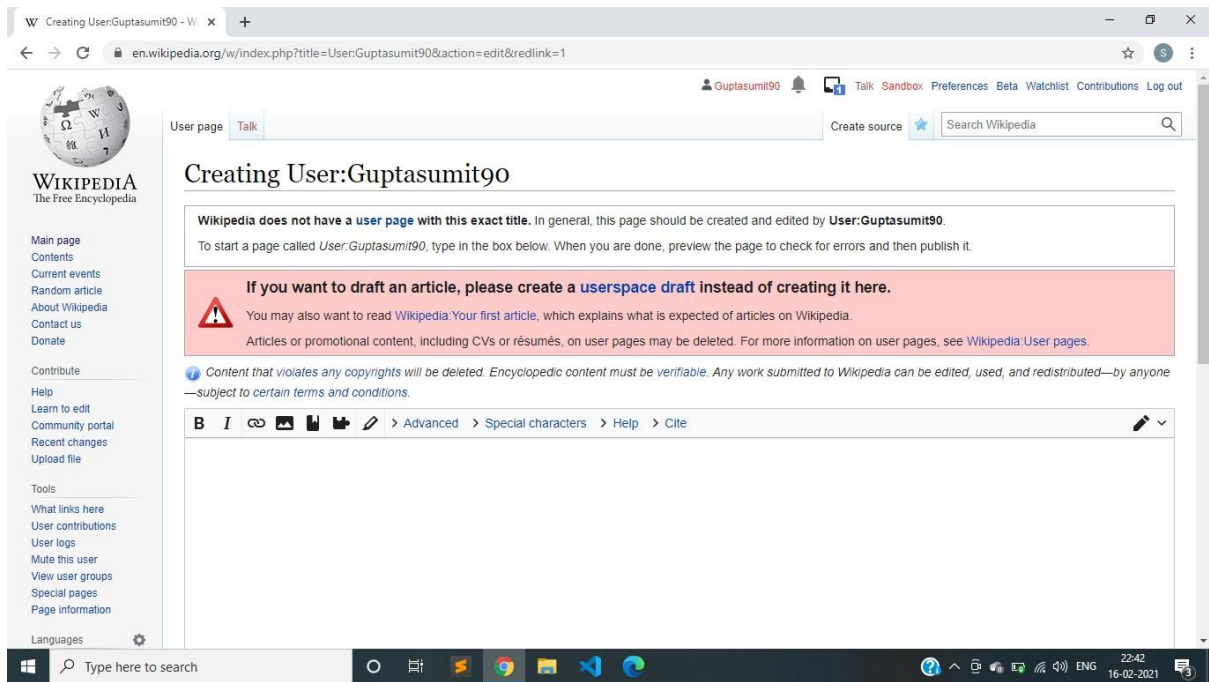 Creating User:Guptasumit90 - W
en.wikipedia.org/w/index.php?title=User:Guptasumit90&action=edit&redlink=1
S
Guptasumit90 1 Talk Sandbox Preferences Beta Watchlist Contributions Log out
User page Talk Create source Search Wikipedia
WIKIPEDIA
The Free Encyclopedia
Main page
Contents
Current events
Random article
About Wikipedia
Contact us
Donate
Contribute
Help
Learn to edit
Community portal
Recent changes
Upload file
Tools
What links here
User contributions
User logs
Mute this user
View user groups
Special pages
Page information
Languages
Creating User:Guptasumit90
Wikipedia does not have a user page with this exact title. In general, this page should be created and edited by User:Guptasumit90.
To start a page called User:Guptasumit90, type in the box below. When you are done, preview the page to check for errors and then publish it.
If you want to draft an article, please create a userspace draft instead of creating it here.
You may also want to read Wikipedia:Your first article, which explains what is expected of articles on Wikipedia.
Articles or promotional content, including CVs or résumés, on user pages may be deleted. For more information on user pages, see Wikipedia:User pages.
Content that violates any copyrights will be deleted. Encyclopedic content must be verifiable. Any work submitted to Wikipedia can be edited, used, and redistributed—by anyone
—subject to certain terms and conditions.
B I Advanced Special characters Help Cite
Type here to search ENG 22:42
16-02-2021 3